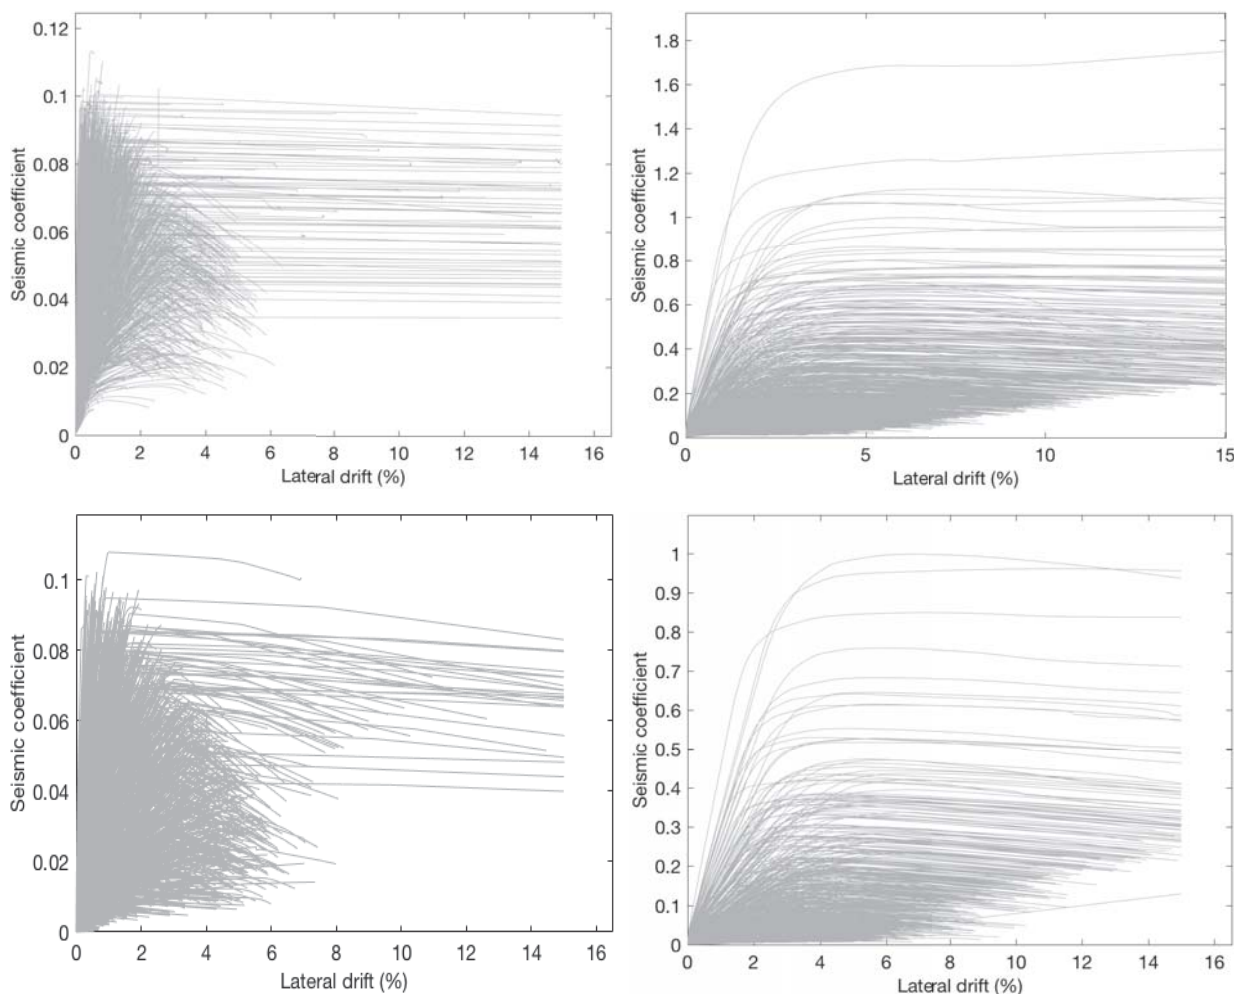 0.12
0.1
0.08
0.06
0.04
0.02
0
Seismic coefficient
0 2 4 6 8 10 12 14 16
Lateral drift (%)
1.8
1.6
1.4
1.2
1
0.8
0.6
0.4
0.2
0
Seismic coefficient
0 5 10 15
Lateral drift (%)
0.1
0.08
0.06
0.04
0.02
0
Seismic coefficient
0 2 4 6 8 10 12 14 16
Lateral drift (%)
1
0.9
0.8
0.7
0.6
0.5
0.4
0.3
0.2
0.1
0
Seismic coefficient
0 2 4 6 8 10 12 14 16
Lateral drift (%)